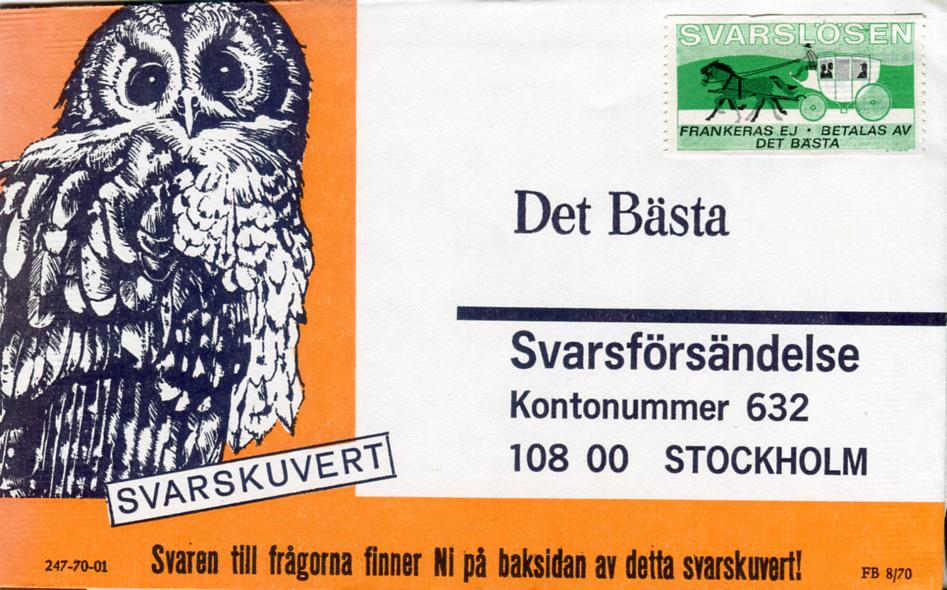 SVARSLÖSEN
FRANKERAS EJ · BETALAS AV
DET BÄSTA
Det Bästa
Svarsförsändelse
Kontonummer 632
108 00 STOCKHOLM
SVARSKUVERT
247-70-01
Svaren till frågorna finner Ni på baksidan av detta svarskuvert!
FB 8/70